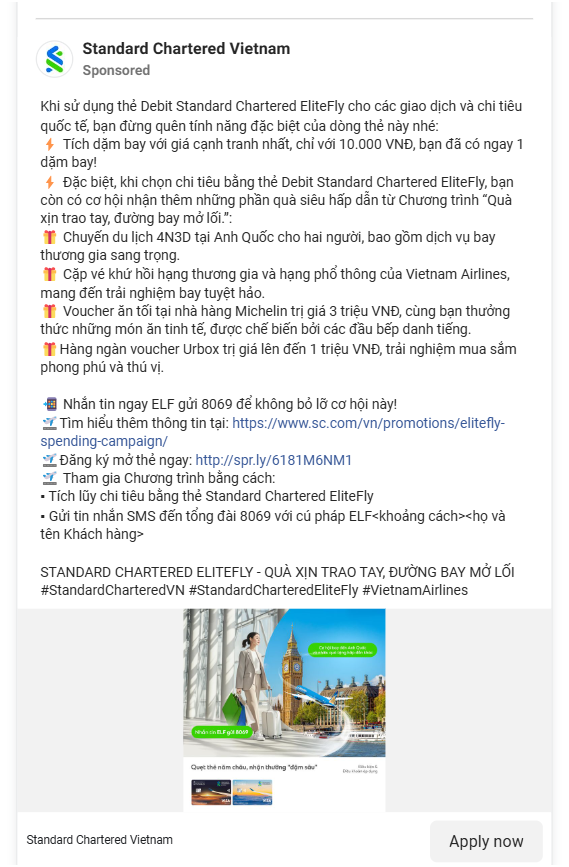 Standard Chartered Vietnam
Sponsored
Khi sử dụng thẻ Debit Standard Chartered EliteFly cho các giao dịch và chi tiêu
quốc tế, bạn đừng quên tính năng đặc biệt của dòng thẻ này nhé:
⚡ Tích dặm bay với giá cạnh tranh nhất, chỉ với 10.000 VNĐ, bạn đã có ngay 1
dặm bay!
⚡ Đặc biệt, khi chọn chi tiêu bằng thẻ Debit Standard Chartered EliteFly, bạn
còn có cơ hội nhận thêm những phần quà siêu hấp dẫn từ Chương trình “Quà
xịn trao tay, đường bay mở lối.”:
🎁 Chuyến du lịch 4N3D tại Anh Quốc cho hai người, bao gồm dịch vụ bay
thương gia sang trọng.
🎁 Cặp vé khứ hồi hạng thương gia và hạng phổ thông của Vietnam Airlines,
mang đến trải nghiệm bay tuyệt hảo.
🎁 Voucher ăn tối tại nhà hàng Michelin trị giá 3 triệu VNĐ, cùng bạn thưởng
thức những món ăn tinh tế, được chế biến bởi các đầu bếp danh tiếng.
🎁Hàng ngàn voucher Urbox trị giá lên đến 1 triệu VNĐ, trải nghiệm mua sắm
phong phú và thú vị.
📲 Nhắn tin ngay ELF gửi 8069 để không bỏ lỡ cơ hội này!
🛫Tìm hiểu thêm thông tin tại: https://www.sc.com/vn/promotions/elitefly-
spending-campaign/
🛫Đăng ký mở thẻ ngay: http://spr.ly/6181M6NM1
🛫 Tham gia Chương trình bằng cách:
▪ Tích lũy chi tiêu bằng thẻ Standard Chartered EliteFly
▪ Gửi tin nhắn SMS đến tổng đài 8069 với cú pháp ELF<khoảng cách><họ và
tên Khách hàng>
STANDARD CHARTERED ELITEFLY - QUÀ XỊN TRAO TAY, ĐƯỜNG BAY MỞ LỐI
#StandardCharteredVN #StandardCharteredEliteFly #VietnamAirlines
Cơ hội bay đến Anh Quốc
Nhắn tin ELF gửi 8069
Quẹt thẻ năm châu, nhận thưởng "đậm sâu"
VISA
VISA
Standard Chartered Vietnam
Apply now